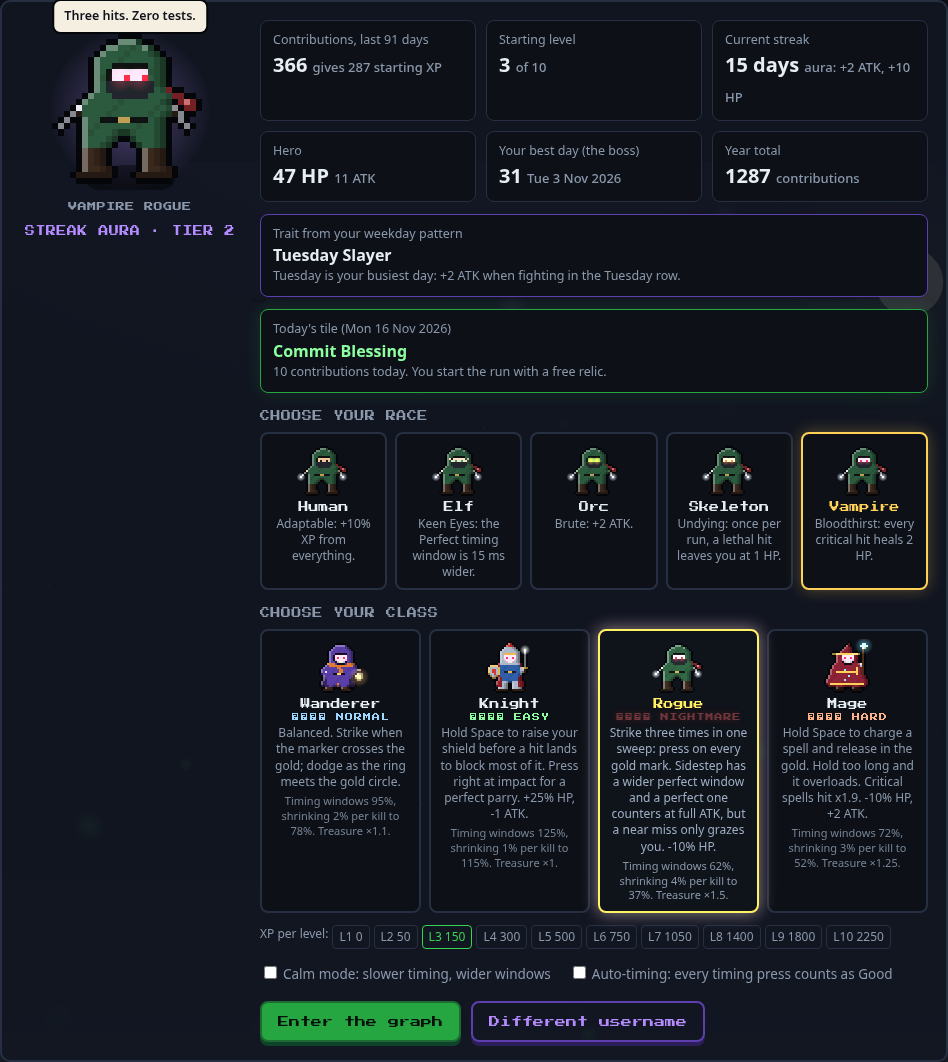 Three hits. Zero tests.
VAMPIRE ROGUE
STREAK AURA · TIER 2
Contributions, last 91 days
366 gives 287 starting XP
Starting level
3 of 10
Current streak
15 days aura: +2 ATK, +10
HP
Hero
47 HP 11 ATK
Your best day (the boss)
31 Tue 3 Nov 2026
Year total
1287 contributions
Trait from your weekday pattern
Tuesday Slayer
Tuesday is your busiest day: +2 ATK when fighting in the Tuesday row.
Today's tile (Mon 16 Nov 2026)
Commit Blessing
10 contributions today. You start the run with a free relic.
CHOOSE YOUR RACE
Human
Adaptable: +10%
XP from
everything.
Elf
Keen Eyes: the
Perfect timing
window is 15 ms
wider.
Orc
Brute: +2 ATK.
Skeleton
Undying: once per
run, a lethal hit
leaves you at 1 HP.
Vampire
Bloodthirst: every
critical hit heals 2
HP.
CHOOSE YOUR CLASS
Wanderer
NORMAL
Balanced. Strike when
the marker crosses the
gold; dodge as the ring
meets the gold circle.
Timing windows 95%,
shrinking 2% per kill to
78%. Treasure ×1.1.
Knight
EASY
Hold Space to raise your
shield before a hit lands
to block most of it. Press
right at impact for a
perfect parry. +25% HP,
-1 ATK.
Timing windows 125%,
shrinking 1% per kill to
115%. Treasure ×1.
Rogue
NIGHTMARE
Strike three times in one
sweep: press on every
gold mark. Sidestep has
a wider perfect window
and a perfect one
counters at full ATK, but
a near miss only grazes
you. -10% HP.
Timing windows 62%,
shrinking 4% per kill to
37%. Treasure ×1.5.
Mage
HARD
Hold Space to charge a
spell and release in the
gold. Hold too long and
it overloads. Critical
spells hit x1.9. -10% HP,
+2 ATK.
Timing windows 72%,
shrinking 3% per kill to
52%. Treasure ×1.25.
XP per level: L1 0 L2 50 L3 150 L4 300 L5 500 L6 750 L7 1050 L8 1400 L9 1800 L10 2250
Calm mode: slower timing, wider windows
Auto-timing: every timing press counts as Good
Enter the graph
Different username